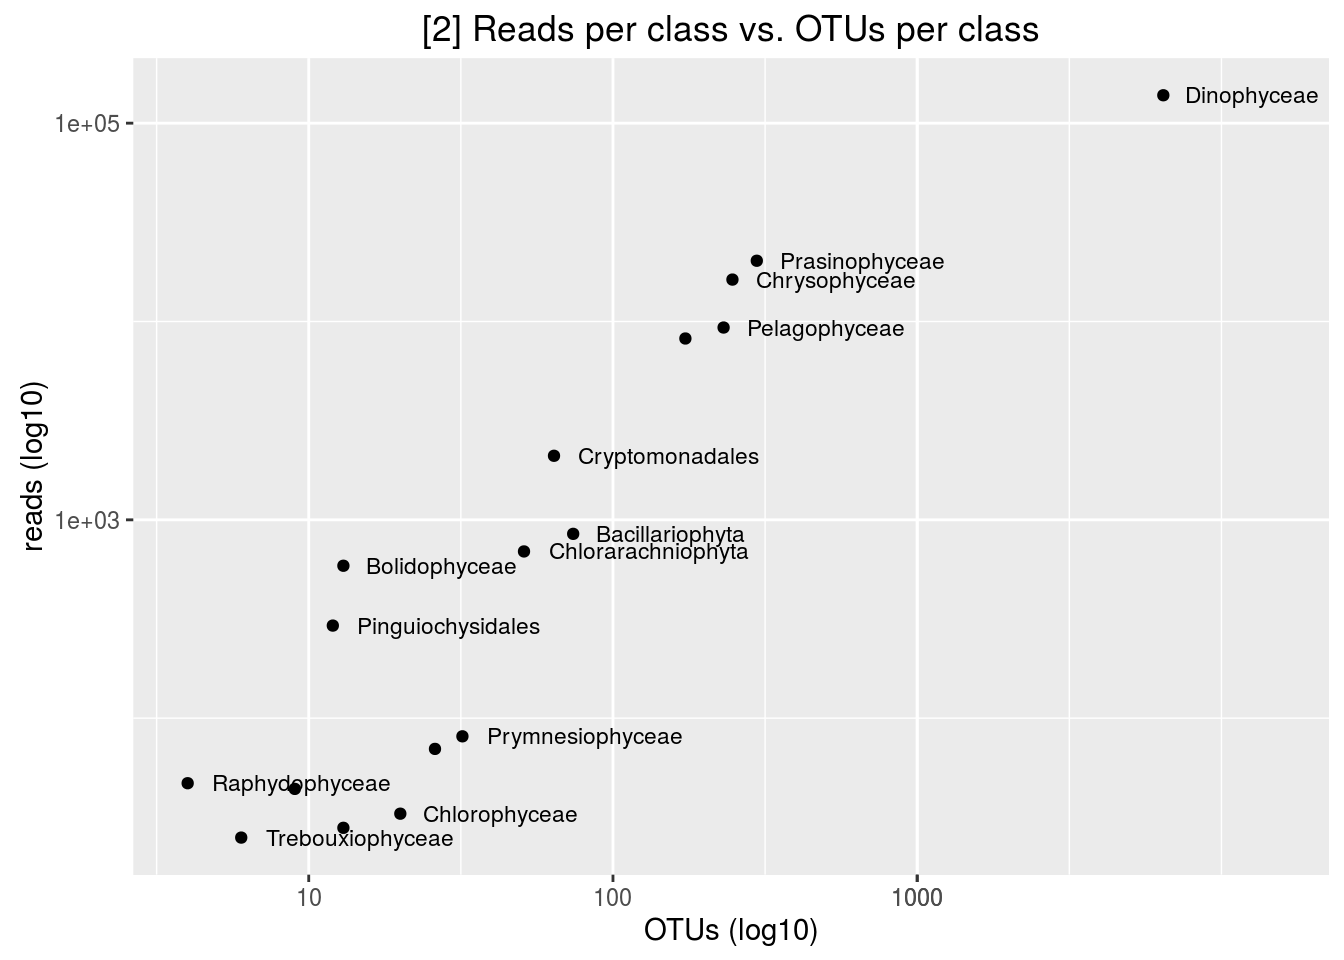 [2] Reads per class vs. OTUs per class
1e+05
Dinophyceae
Prasinophyceae
Chrysophyceae
Pelagophyceae
Cryptomonadales
1e+03
Bacillariophyta
Chlorarachniophyta
Bolidophyceae
Pinguiochysidales
Prymnesiophyceae
Raphydophyceae
Chlorophyceae
Trebouxiophyceae
reads (log10)
10 100 1000
OTUs (log10)